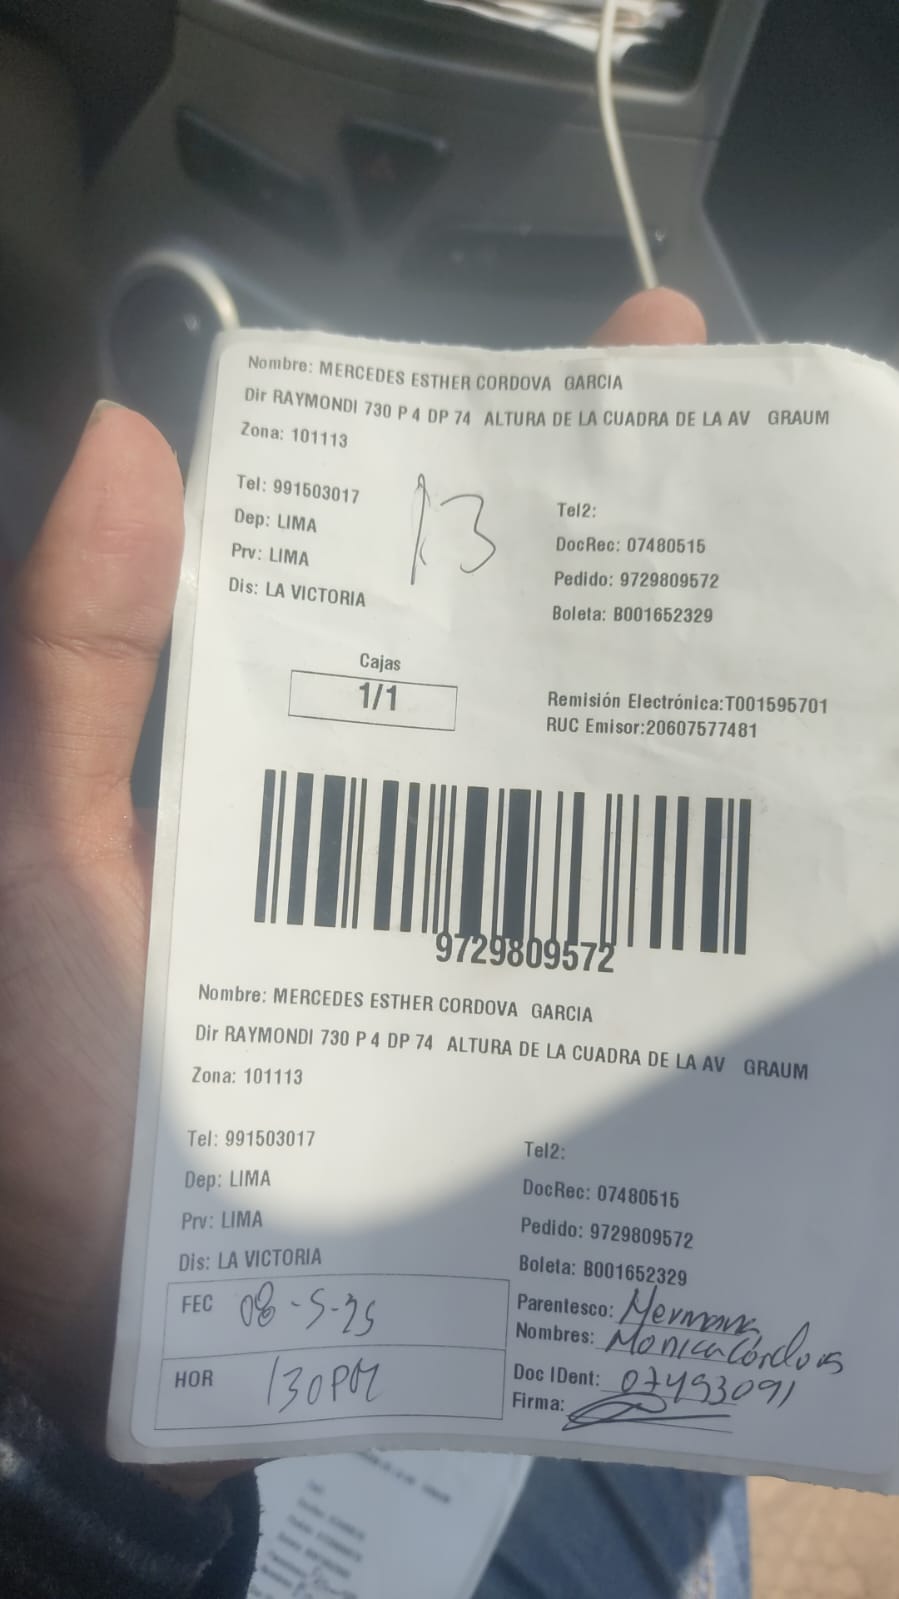 Nombre: MERCEDES ESTHER CORDOVA GARCIA
Dir RAYMONDI 730 P 4 DP 74 ALTURA DE LA CUADRA DE LA AV GRAUM
Zona: 101113
Tel: 991503017
Dep: LIMA
Prv: LIMA
Dis: LA VICTORIA
13
Tel2:
DocRec: 07480515
Pedido: 9729809572
Boleta: B001652329
Cajas
1/1
Remisión Electrónica:T001595701
RUC Emisor:20607577481
9729809572
Nombre: MERCEDES ESTHER CORDOVA GARCIA
Dir RAYMONDI 730 P 4 DP 74 ALTURA DE LA CUADRA DE LA AV GRAUM
Zona: 101113
Tel: 991503017
Dep: LIMA
Prv: LIMA
Dis: LA VICTORIA
Tel2:
DocRec: 07480515
Pedido: 9729809572
Boleta: B001652329
FEC 08-5-25
HOR 130PM
Parentesco: Hermana
Nombres: Monica Córdova
Doc IDent: 07493091
Firma: